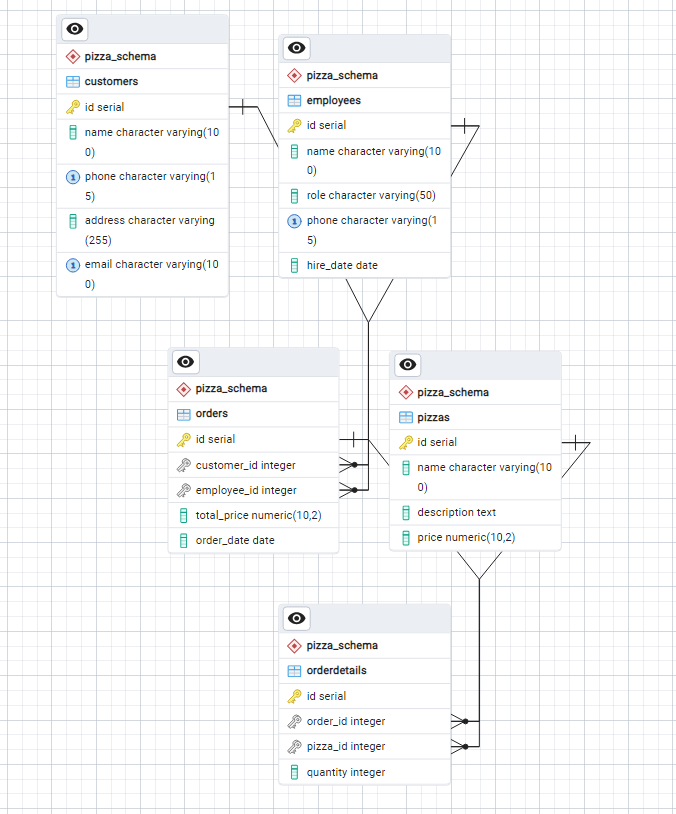 pizza_schema
customers
id serial
name character varying(10
0)
phone character varying(1
5)
address character varying
(255)
email character varying(10
0)
pizza_schema
employees
id serial
name character varying(10
0)
role character varying(50)
phone character varying(1
5)
hire_date date
pizza_schema
orders
id serial
customer_id integer
employee_id integer
total_price numeric(10,2)
order_date date
pizza_schema
pizzas
id serial
name character varying(10
0)
description text
price numeric(10,2)
pizza_schema
orderdetails
id serial
order_id integer
pizza_id integer
quantity integer